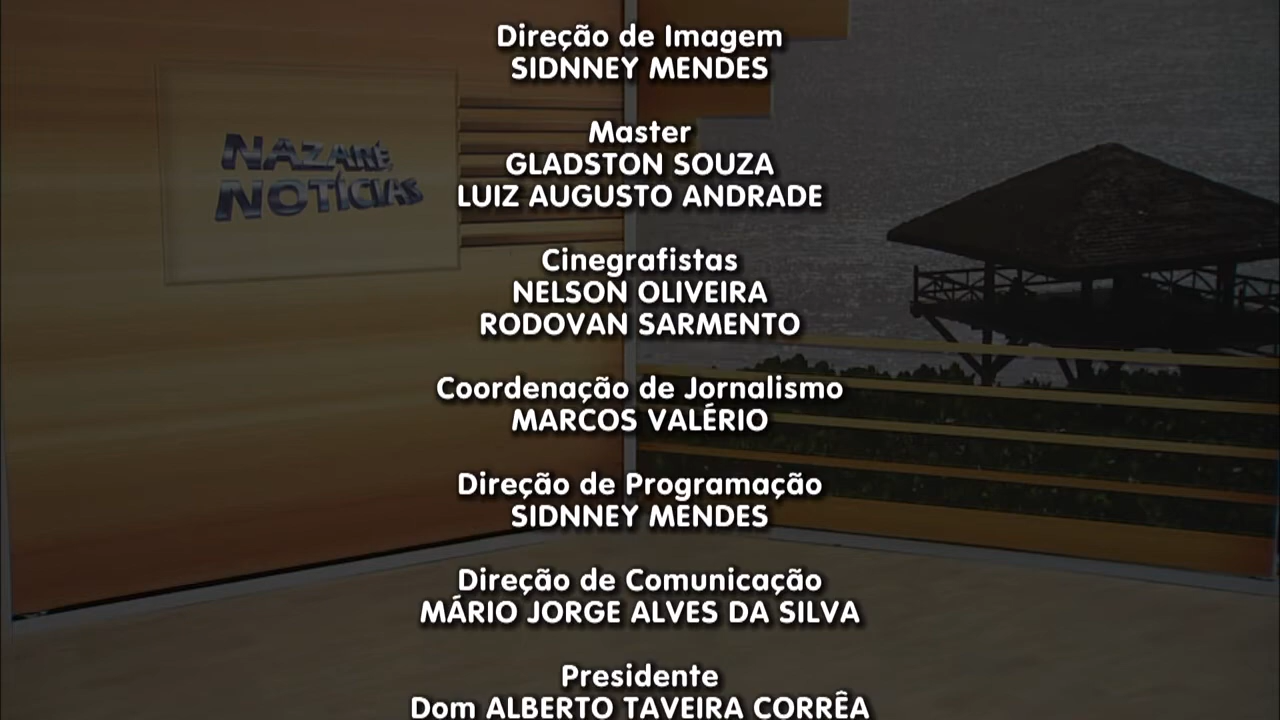 NAZARÉ
NOTÍCIAS
Direção de Imagem
SIDNNEY MENDES
Master
GLADSTON SOUZA
LUIZ AUGUSTO ANDRADE
Cinegrafistas
NELSON OLIVEIRA
RODOVAN SARMENTO
Coordenação de Jornalismo
MARCOS VALÉRIO
Direção de Programação
SIDNNEY MENDES
Direção de Comunicação
MÁRIO JORGE ALVES DA SILVA
Presidente
Dom ALBERTO TAVEIRA CORRÊA